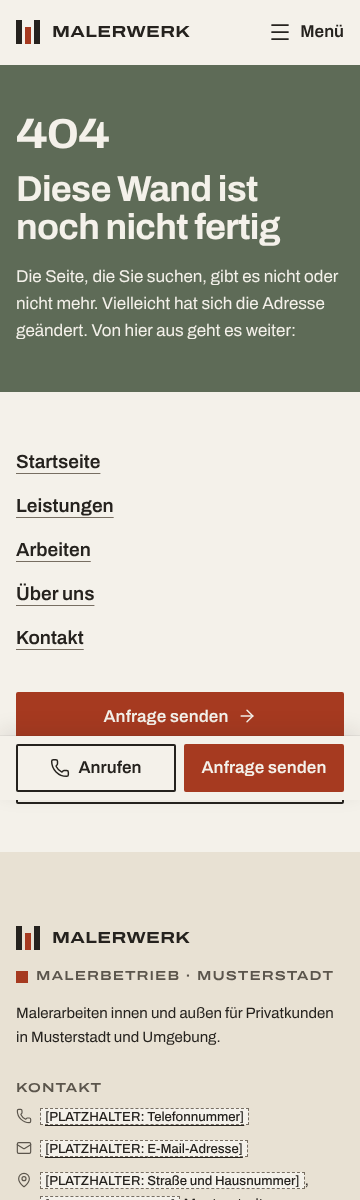 MALERWERK
Menü
404
Diese Wand ist
noch nicht fertig
Die Seite, die Sie suchen, gibt es nicht oder
nicht mehr. Vielleicht hat sich die Adresse
geändert. Von hier aus geht es weiter:
Startseite
Leistungen
Arbeiten
Über uns
Kontakt
Anfrage senden
Anrufen
Anfrage senden
MALERWERK
MALERBETRIEB · MUSTERSTADT
Malerarbeiten innen und außen für Privatkunden
in Musterstadt und Umgebung.
KONTAKT
[PLATZHALTER: Telefonnummer]
[PLATZHALTER: E-Mail-Adresse]
[PLATZHALTER: Straße und Hausnummer],